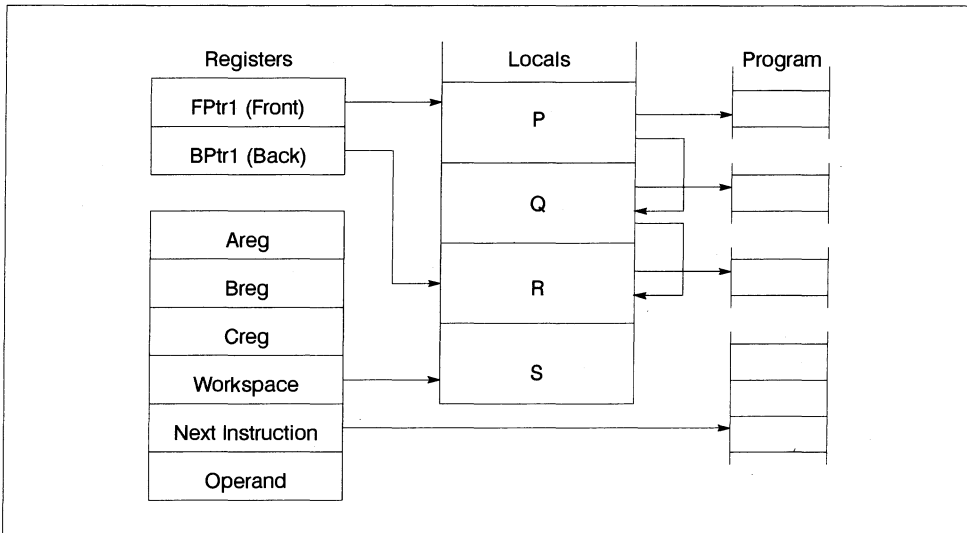 Registers
FPtr1 (Front)
BPtr1 (Back)
Areg
Breg
Creg
Workspace
Next Instruction
Operand
Locals
P
Q
R
S
Program